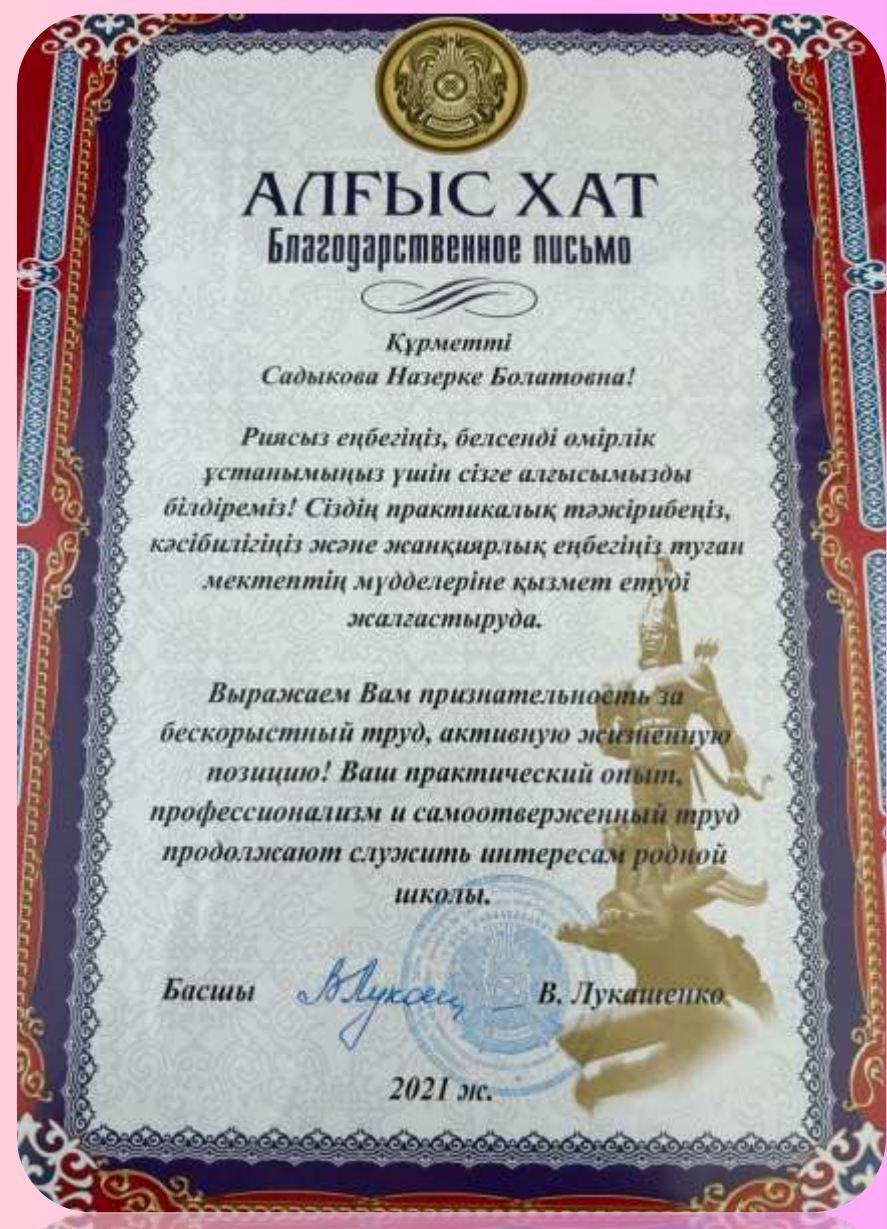 АЛҒЫС ХАТ
Благодарственное письмо
Құрметті
Садыкова Назерке Болатовна!
Риясыз еңбегіңіз, белсенді өмірлік
ұстанымыңыз үшін сізге алғысымызды
білдіреміз! Сіздің практикалық тәжірибеңіз,
кәсібилігіңіз және жанқиярлық еңбегіңіз туған
мектептің мүдделеріне қызмет етуді
жалғастыруда.
Выражаем Вам признательность за
бескорыстный труд, активную жизненную
позицию! Ваш практический опыт,
профессионализм и самоотверженный труд
продолжают служить интересам родной
школы.
Басшы В. Лукашенко
2021 ж.